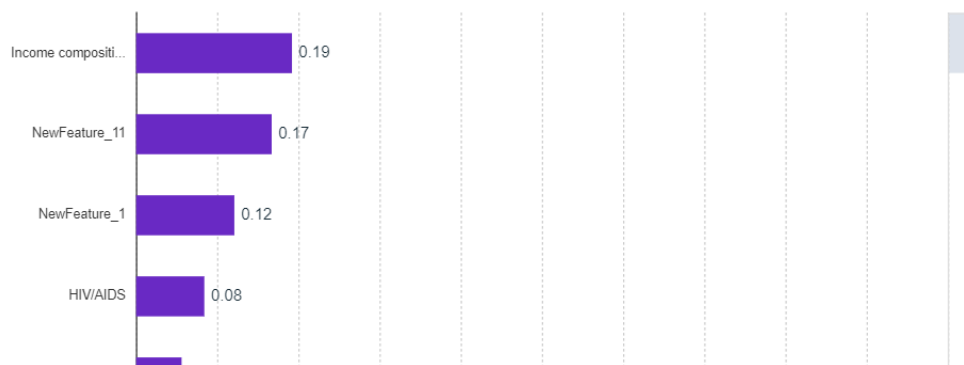 Income compositi... 0.19
NewFeature_11 0.17
NewFeature_1 0.12
HIV/AIDS 0.08